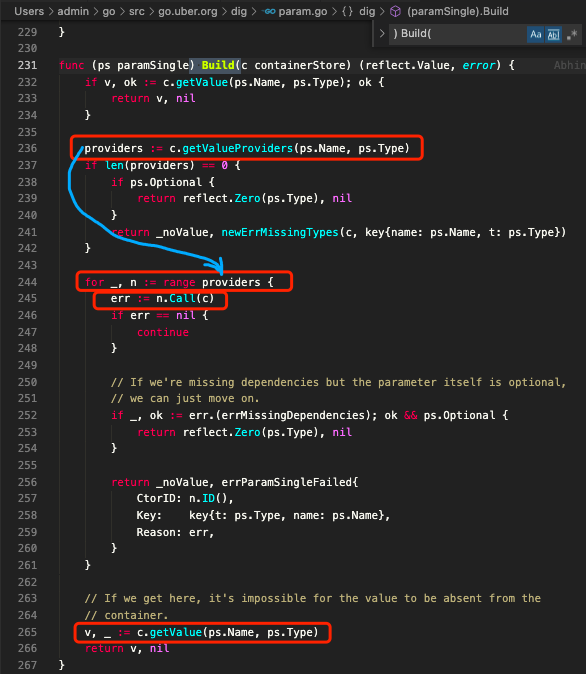 Users > admin > go > src > go.uber.org > dig > param.go > {} dig > (paramSingle).Build
) Build(
Aa Ab .*
229 }
230
231 func (ps paramSingle) Build(c containerStore) (reflect.Value, error) { Abhin
232 if v, ok := c.getValue(ps.Name, ps.Type); ok {
233 return v, nil
234 }
235
236 providers := c.getValueProviders(ps.Name, ps.Type)
237 if len(providers) == 0 {
238 if ps.Optional {
239 return reflect.Zero(ps.Type), nil
240 }
241 return _noValue, newErrMissingTypes(c, key{name: ps.Name, t: ps.Type})
242 }
243
244 for _, n := range providers {
245 err := n.Call(c)
246 if err == nil {
247 continue
248 }
249
250 // If we're missing dependencies but the parameter itself is optional,
251 // we can just move on.
252 if _, ok := err.(errMissingDependencies); ok && ps.Optional {
253 return reflect.Zero(ps.Type), nil
254 }
255
256 return _noValue, errParamSingleFailed{
257 CtorID: n.ID(),
258 Key: key{t: ps.Type, name: ps.Name},
259 Reason: err,
260 }
261 }
262
263 // If we get here, it's impossible for the value to be absent from the
264 // container.
265 v, _ := c.getValue(ps.Name, ps.Type)
266 return v, nil
267 }